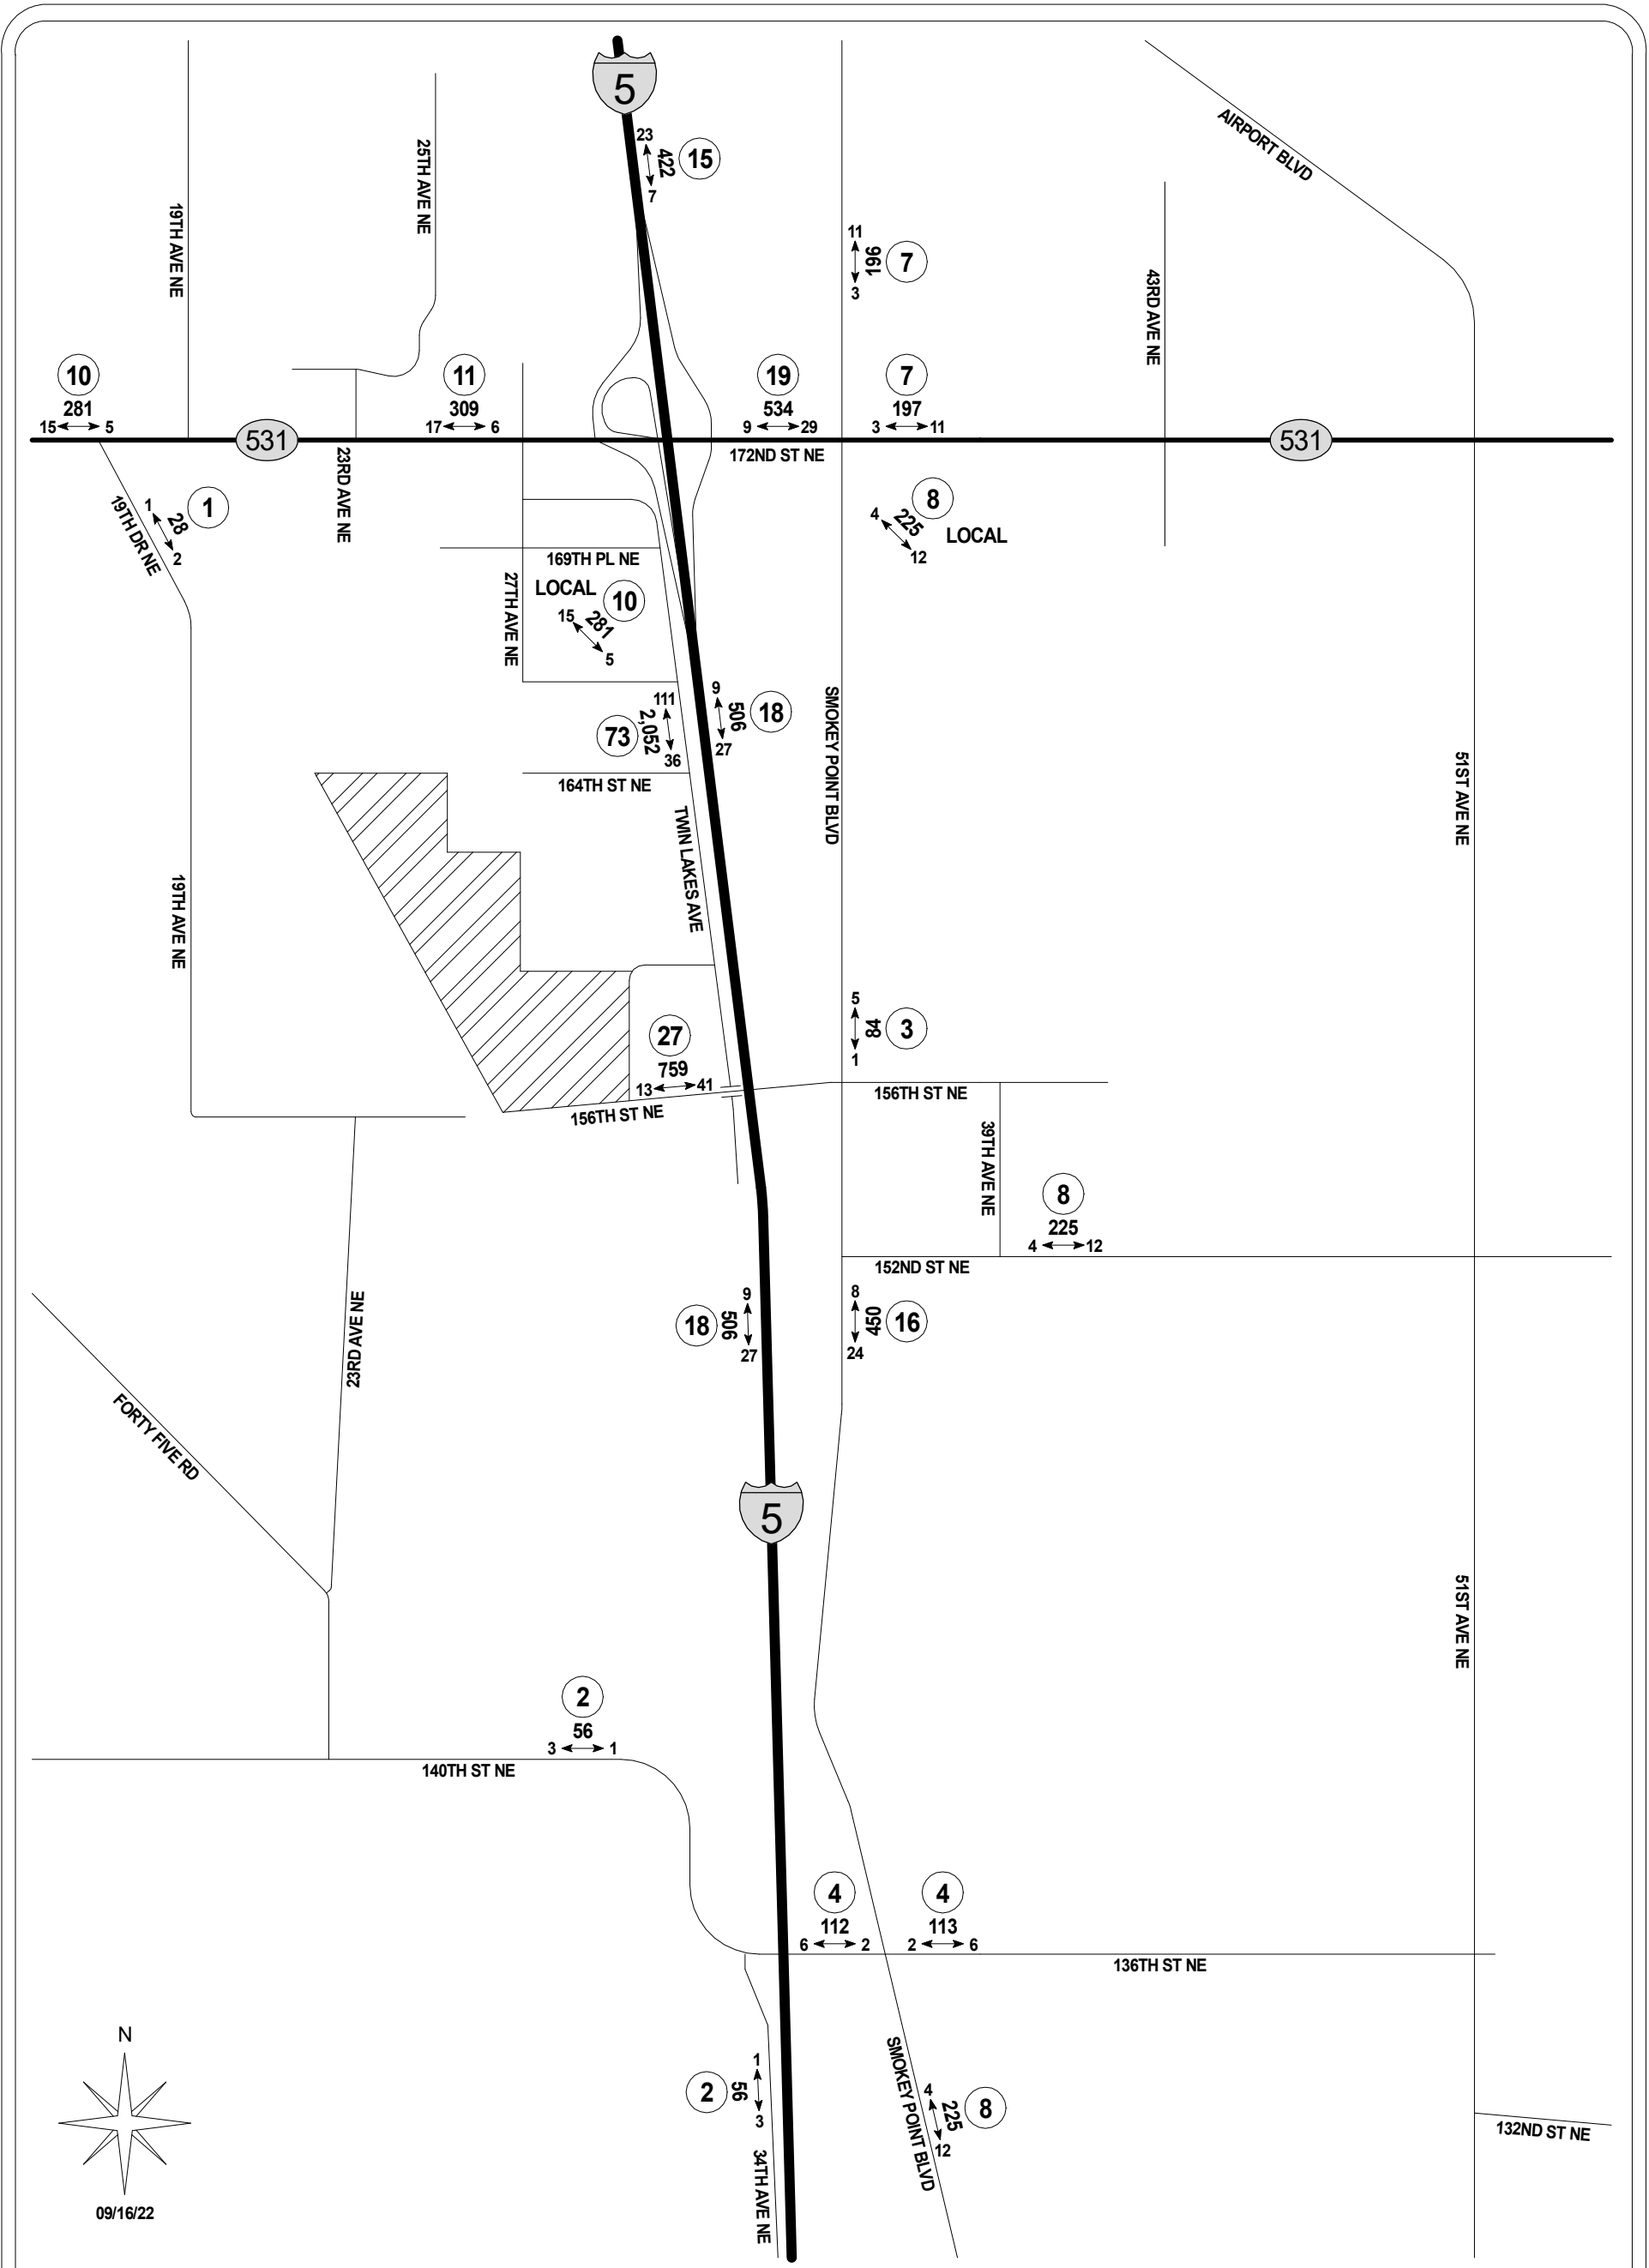 5
23
422
7
15
19TH AVE NE
25TH AVE NE
AIRPORT BLVD
11
196
3
7
43RD AVE NE
10
281
15 5
531
11
309
17 6
19
534
9 29
7
197
3 11
531
172ND ST NE
23RD AVE NE
19TH DR NE
1
28
2
1
4
225
12
8
LOCAL
169TH PL NE
27TH AVE NE
LOCAL
10
15
281
5
111
2,052
36
73
9
506
27
18
164TH ST NE
TWIN LAKES AVE
SMOKEY POINT BLVD
51ST AVE NE
19TH AVE NE
5
84
1
3
27
759
13 41
156TH ST NE
156TH ST NE
39TH AVE NE
8
225
4 12
152ND ST NE
9
506
27
18
8
450
24
16
23RD AVE NE
FORTY FIVE RD
5
51ST AVE NE
2
56
3 1
140TH ST NE
4
112
6 2
4
113
2 6
136TH ST NE
1
56
3
2
34TH AVE NE
SMOKEY POINT BLVD
4
225
12
8
132ND ST NE
N
09/16/22